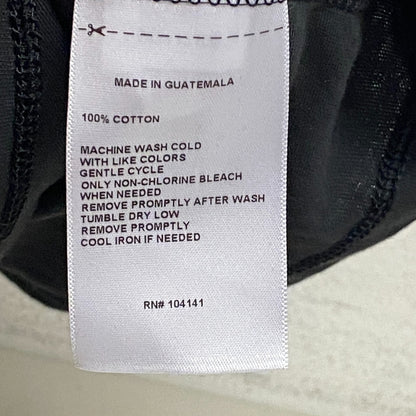 MADE IN GUATEMALA
100% COTTON
MACHINE WASH COLD
WITH LIKE COLORS
GENTLE CYCLE
ONLY NON-CHLORINE BLEACH
WHEN NEEDED
REMOVE PROMPTLY AFTER WASH
TUMBLE DRY LOW
REMOVE PROMPTLY
COOL IRON IF NEEDED
RN# 104141